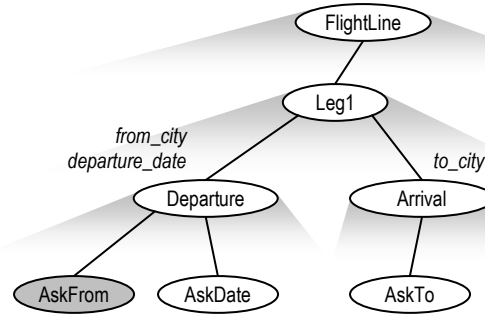 FlightLine
Leg1
from_city
departure_date
to_city
Departure
Arrival
AskFrom
AskDate
AskTo